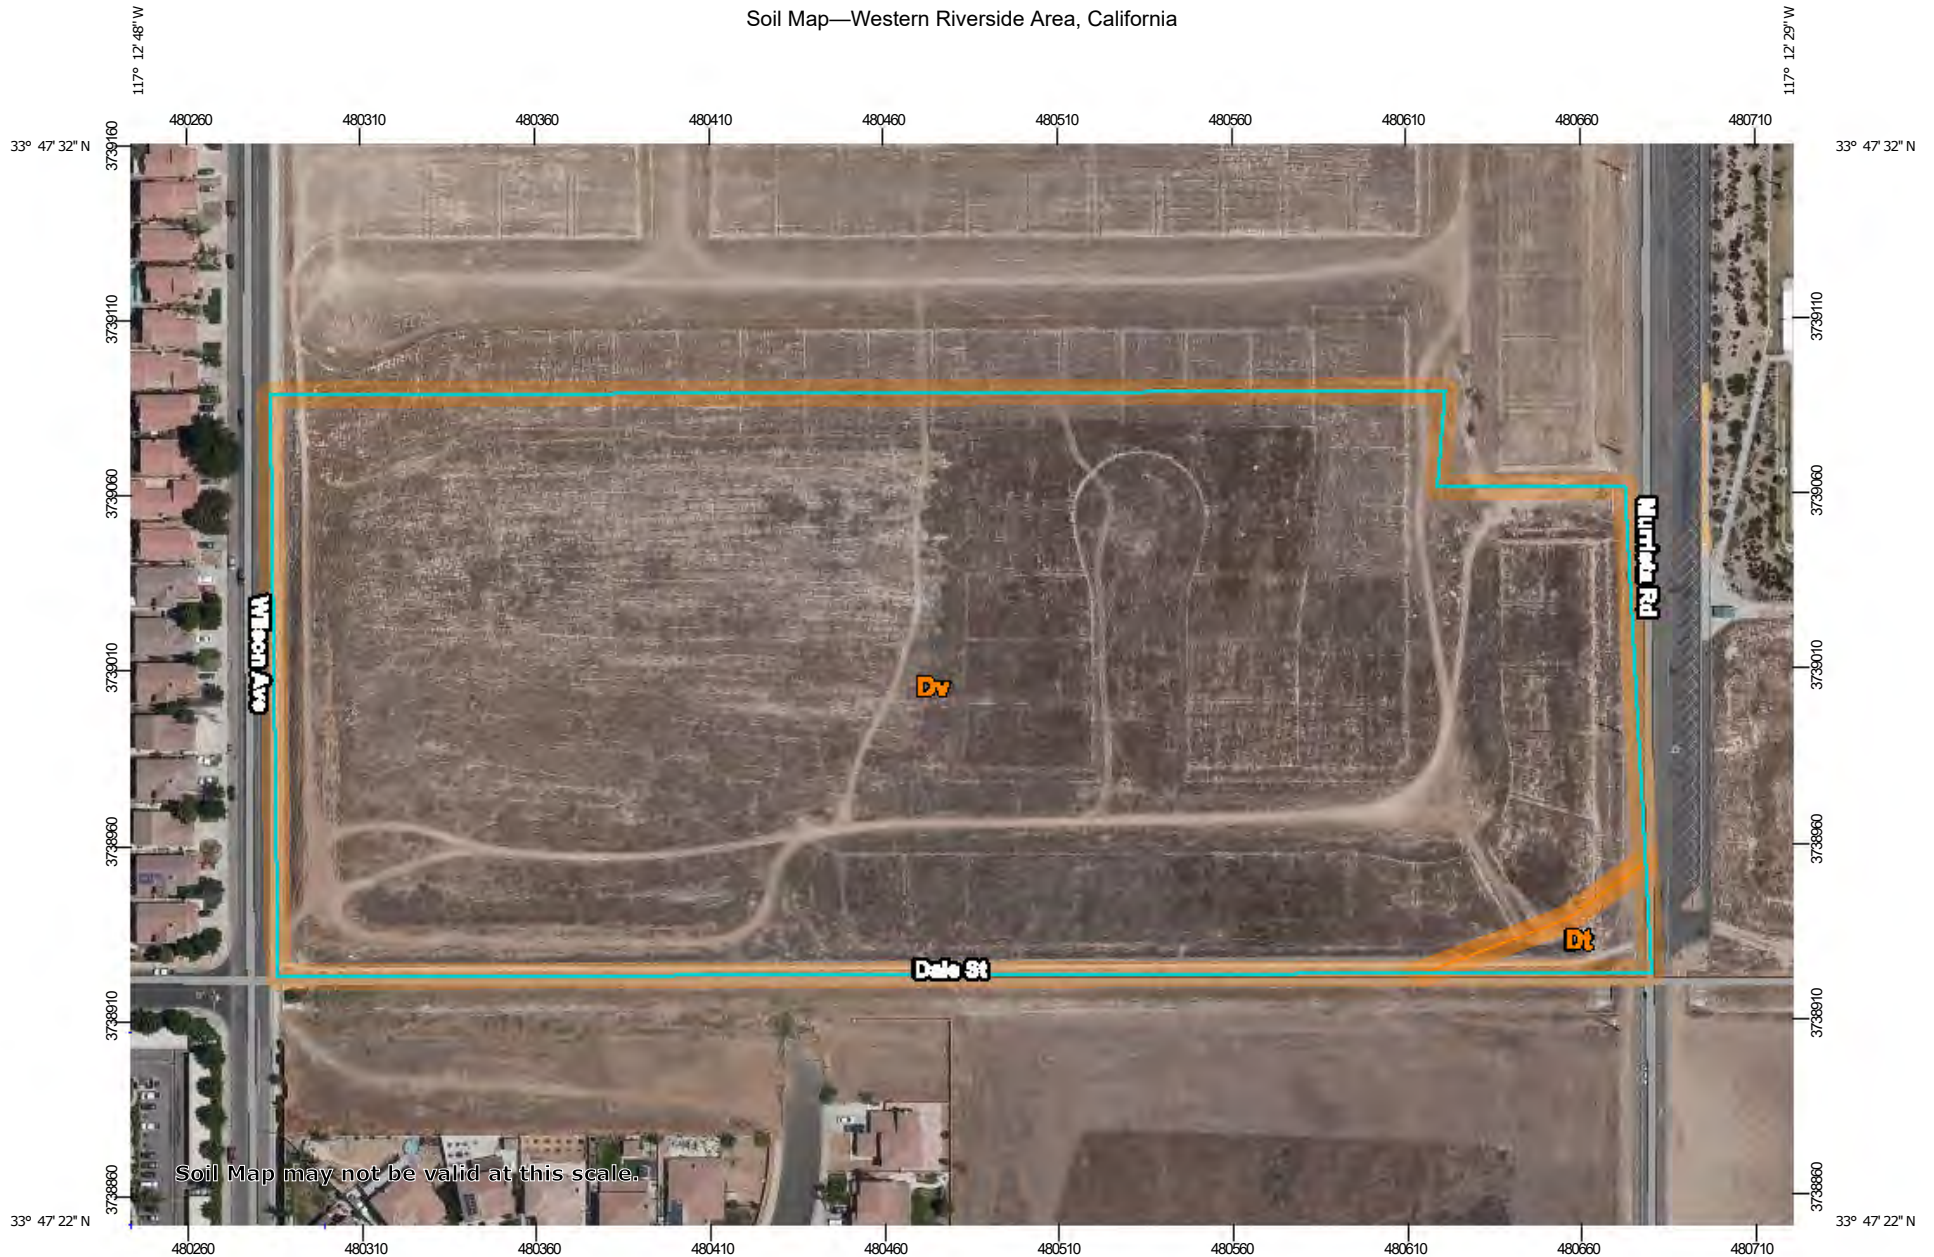 Soil Map—Western Riverside Area, California
117° 12' 48" W
117° 12' 29" W
480260 480310 480360 480410 480460 480510 480560 480610 480660 480710
33° 47' 32" N
33° 47' 32" N
3739160
3739110
3739110
3739060
3739060
3739010
3739010
3738960
3738960
3738910
3738910
3738860
3738860
Wilson Ave
Murrieta Rd
Dv
Dt
Dale St
Soil Map may not be valid at this scale.
33° 47' 22" N
33° 47' 22" N
480260 480310 480360 480410 480460 480510 480560 480610 480660 480710